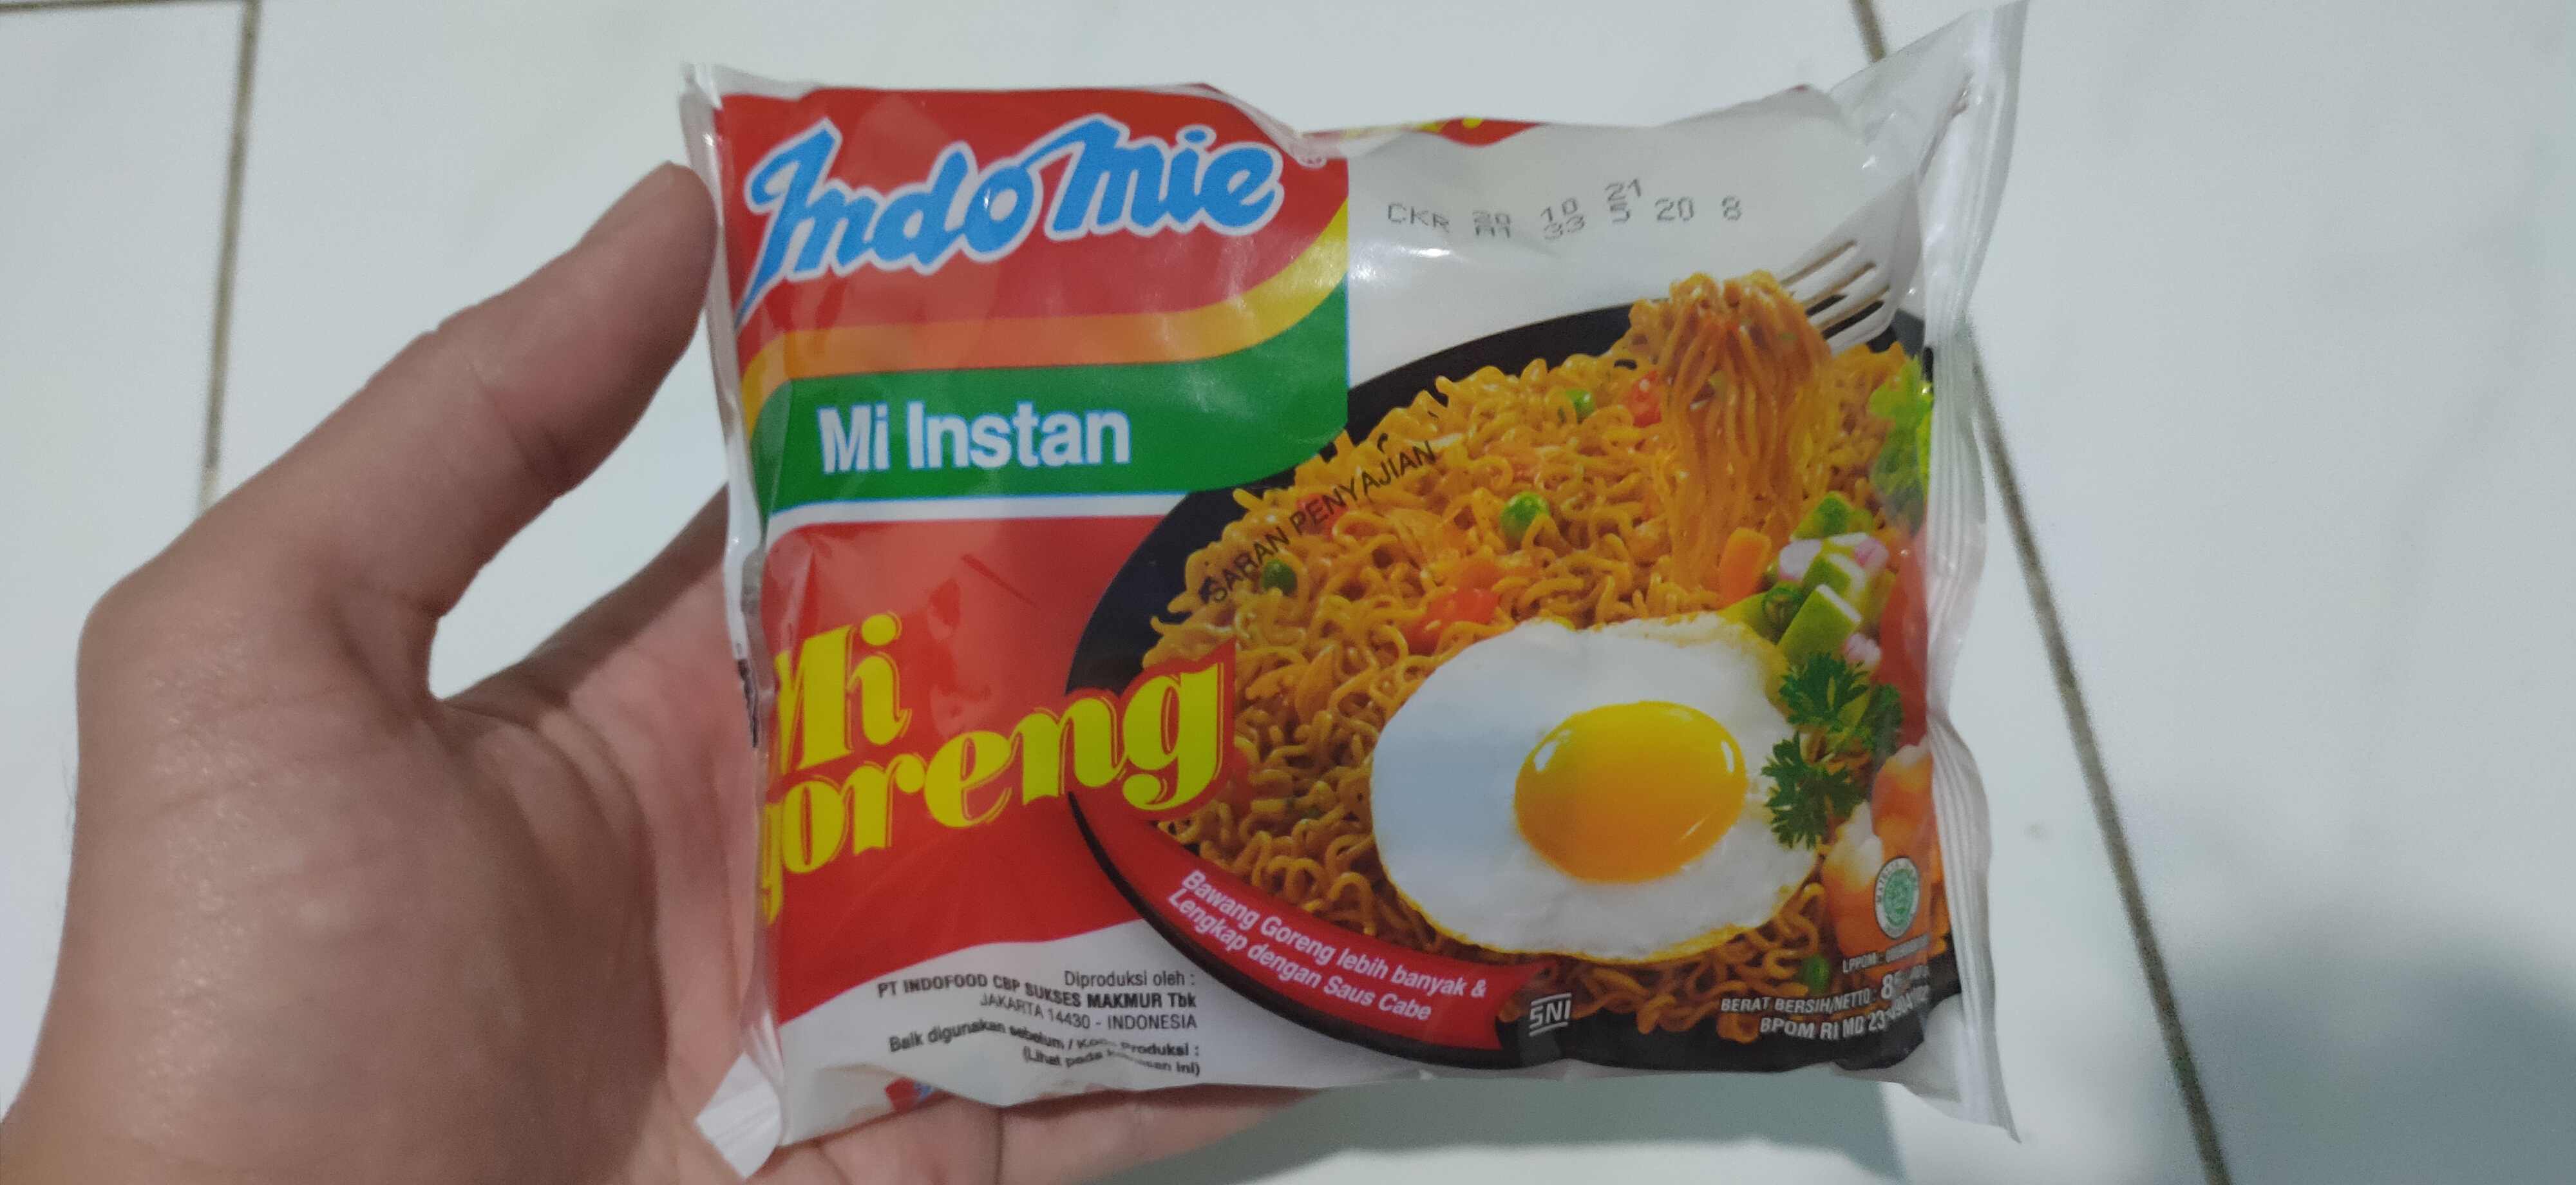 Indomie
CKR 10 21
33 5 20 8
Mi Instan
SARAN PENYAJIAN
Mi
goreng
Bawang Goreng lebih banyak &
Lengkap dengan Saus Cabe
Diproduksi oleh :
PT INDOFOOD CBP SUKSES MAKMUR Tbk
JAKARTA 14430 - INDONESIA
Baik digunakan sebelum / Produksi :
(Lihat pada ini)
SNI
LPPOM
BERAT BERSIH/NETTO :
BPOM RI MD